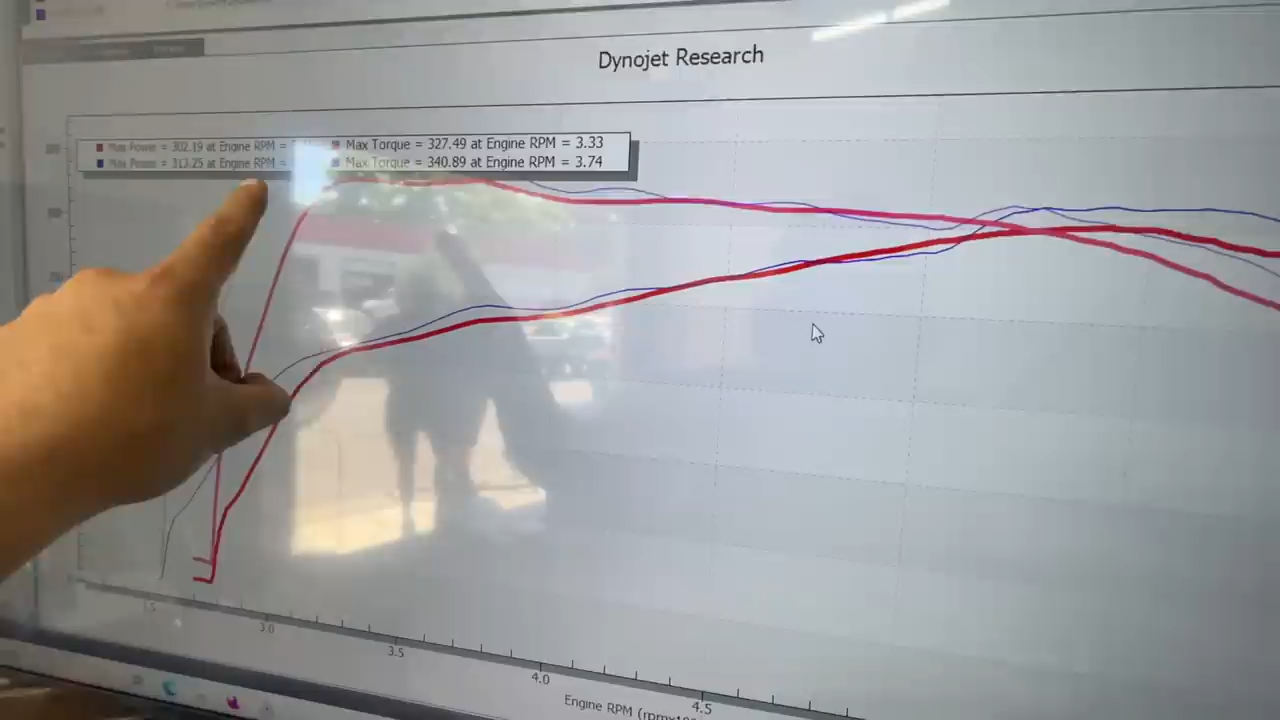 Dynojet Research
Max Power = 302.19 at Engine RPM =
Max Torque = 327.49 at Engine RPM = 3.33
Max Power = 313.25 at Engine RPM =
Max Torque = 340.89 at Engine RPM = 3.74
3.0
3.5
4.0
4.5
Engine RPM